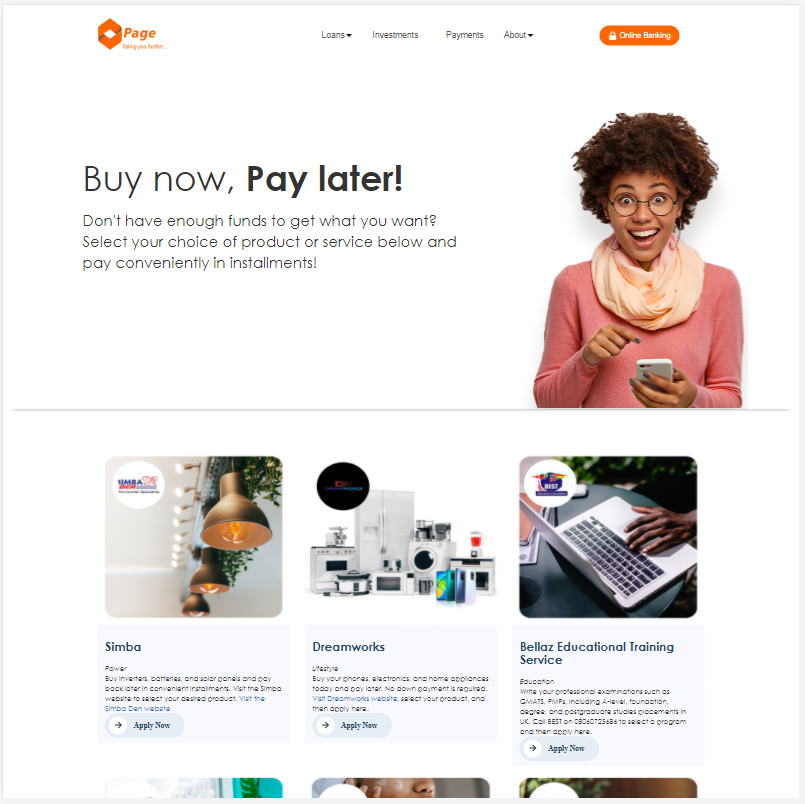 Page
Taking you further...
Loans
Investments
Payments
About
Online Banking
Buy now, Pay later!
Don't have enough funds to get what you want?
Select your choice of product or service below and
pay conveniently in installments!
SIMBA
DEN
DREAMWORKS
BEST
Simba
Power
Buy inverters, batteries, and solar panels and pay
back later in convenient installments. Visit the Simba
website to select your desired product. Visit the
Simba Den website
Apply Now
Dreamworks
Lifestyle
Buy your phones, electronics, and home appliances
today and pay later. No down payment is required.
Visit Dreamworks website, select your product, and
then apply here.
Apply Now
Bellaz Educational Training
Service
Education
Write your professional examinations such as
GMATS, PMPs, including A-level, foundation,
degree, and postgraduate studies placements in
UK. Call BEST on 08060723686 to select a program
and then apply here.
Apply Now